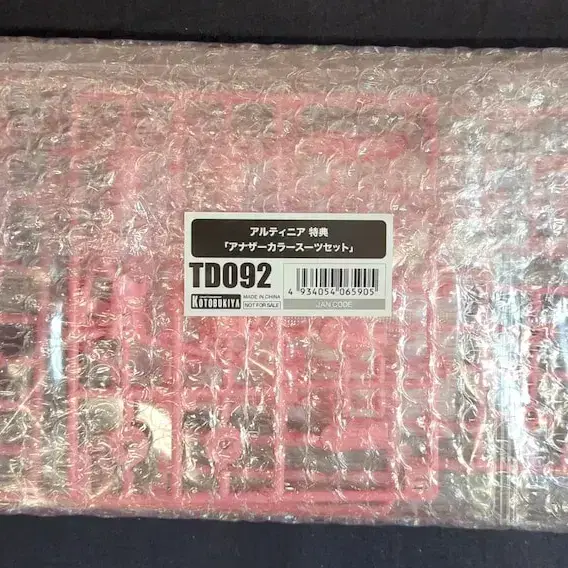 アルティニア 特典
「アナザーカラースーツセット」
TD092
4 934054 065905
KOTOBUKIYA
MADE IN CHINA
NOT FOR SALE
JAN CODE